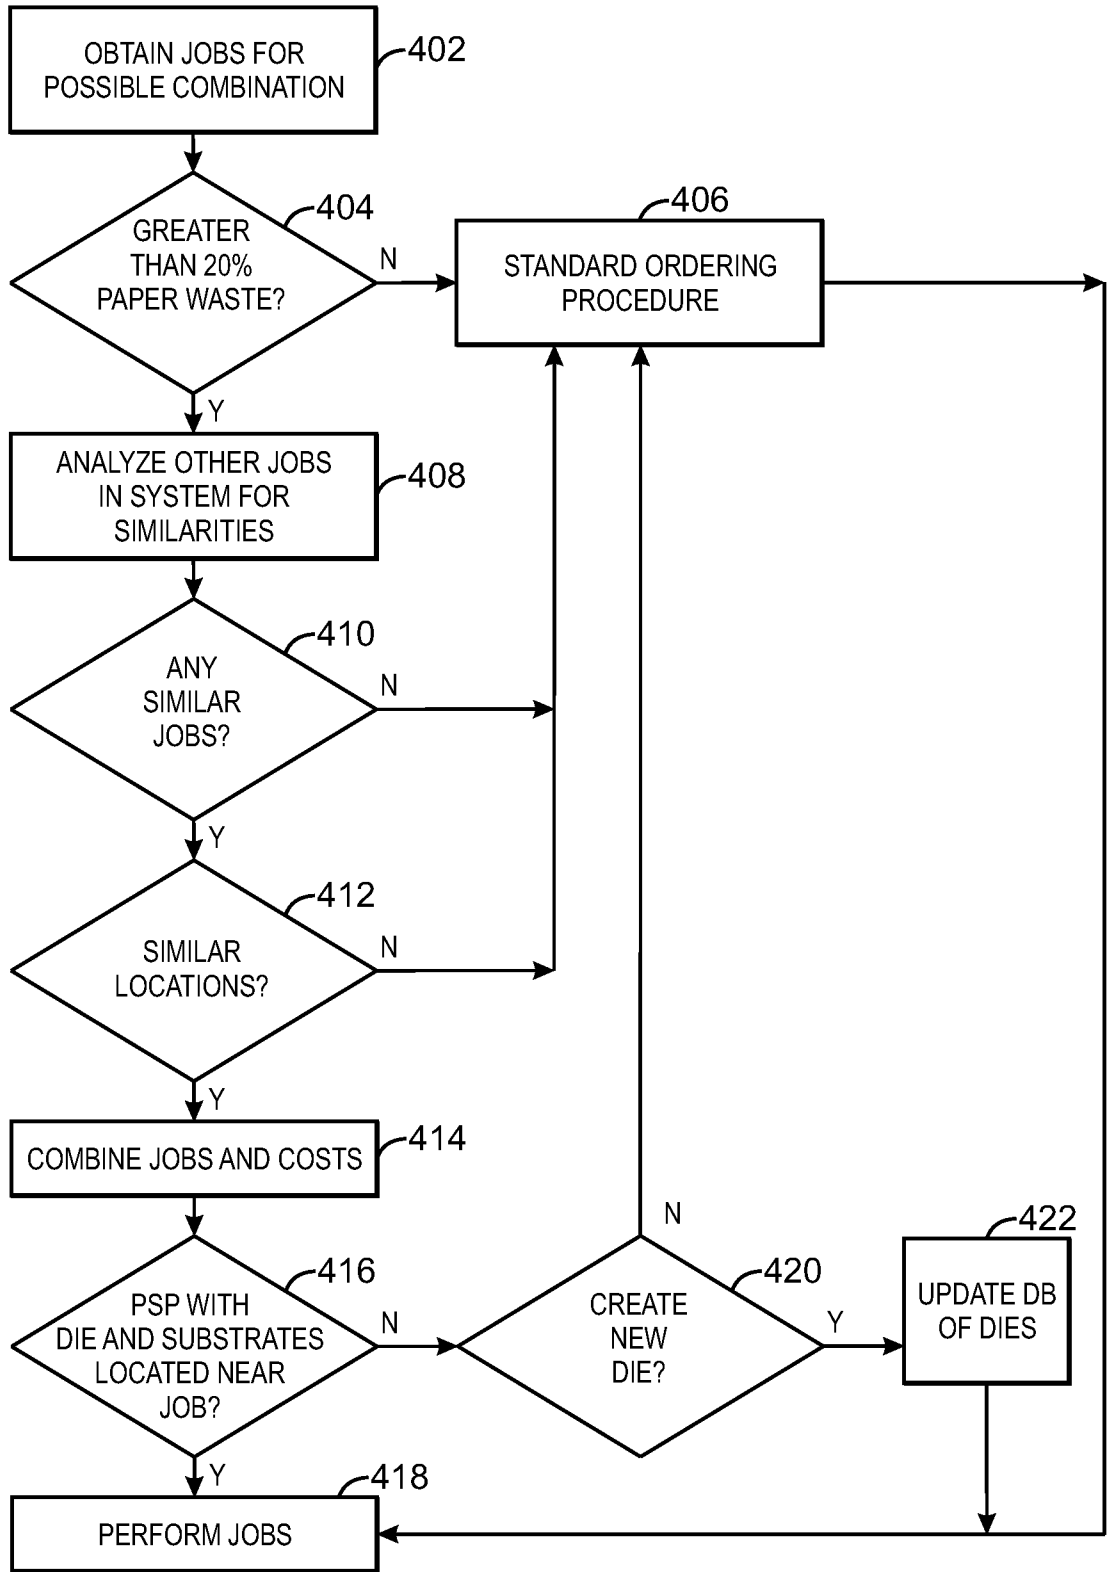 OBTAIN JOBS FOR
POSSIBLE COMBINATION
402
GREATER
THAN 20%
PAPER WASTE?
404
N
Y
STANDARD ORDERING
PROCEDURE
406
ANALYZE OTHER JOBS
IN SYSTEM FOR
SIMILARITIES
408
ANY
SIMILAR
JOBS?
410
N
Y
SIMILAR
LOCATIONS?
412
N
Y
COMBINE JOBS AND COSTS
414
PSP WITH
DIE AND SUBSTRATES
LOCATED NEAR
JOB?
416
N
Y
CREATE
NEW
DIE?
420
N
Y
UPDATE DB
OF DIES
422
PERFORM JOBS
418